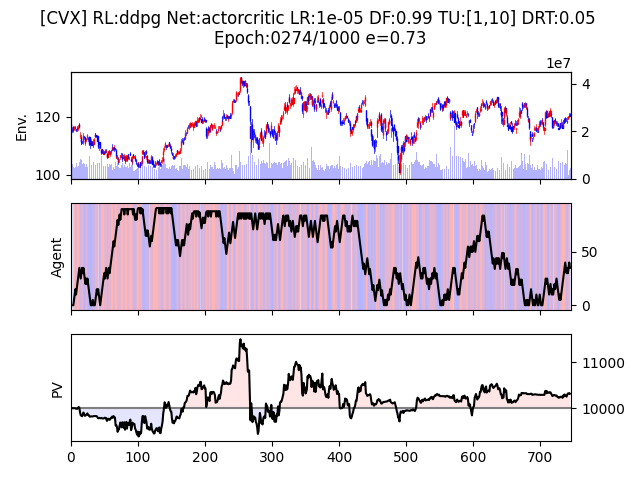 [CVX] RL:ddpg Net:actorcritic LR:1e-05 DF:0.99 TU:[1,10] DRT:0.05
Epoch:0274/1000 e=0.73
1e7
Env.
120
100
4
2
0
Agent
50
0
PV
11000
10000
0 100 200 300 400 500 600 700